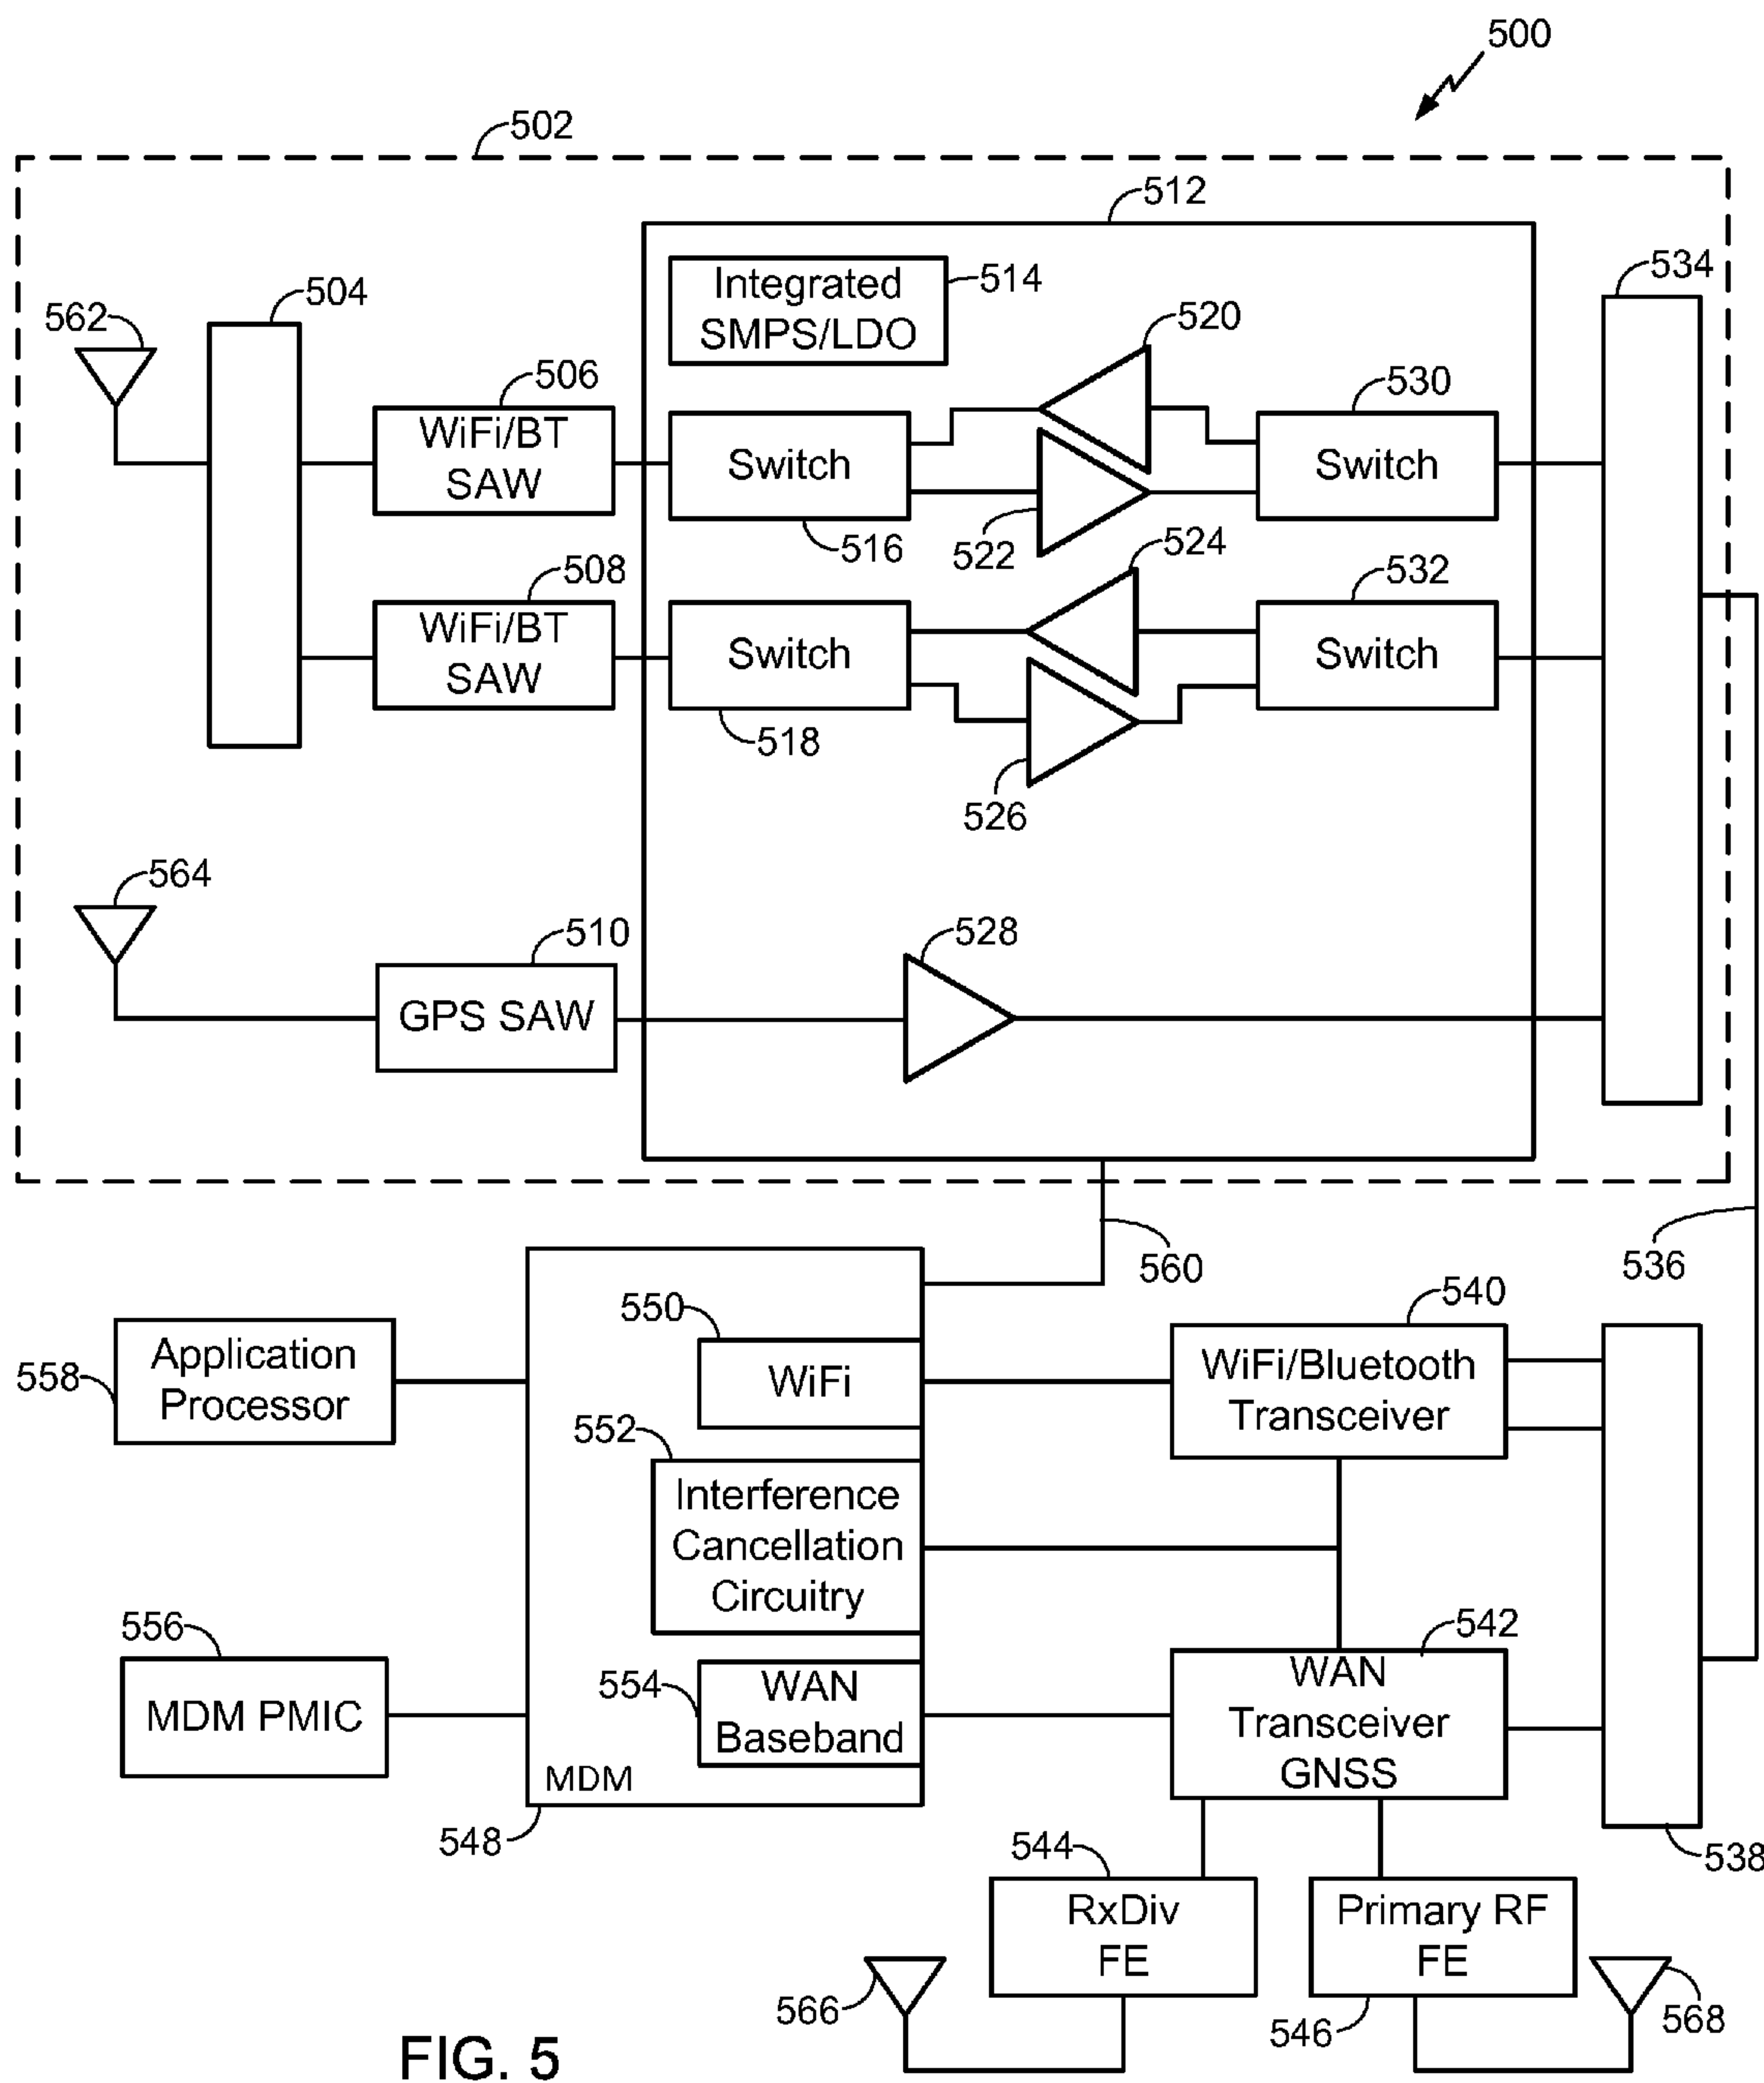 500
502
512
Integrated
SMPS/LDO
514
534
504
562
520
506
530
WiFi/BT
SAW
Switch
Switch
522
516
524
508
532
WiFi/BT
SAW
Switch
Switch
518
526
564
510
528
GPS SAW
560
536
550
540
Application
Processor
558
WiFi
WiFi/Bluetooth
Transceiver
552
Interference
Cancellation
Circuitry
556
542
MDM PMIC
554
WAN
Baseband
WAN
Transceiver
GNSS
MDM
548
538
544
RxDiv
FE
Primary RF
FE
566
546
568
FIG. 5